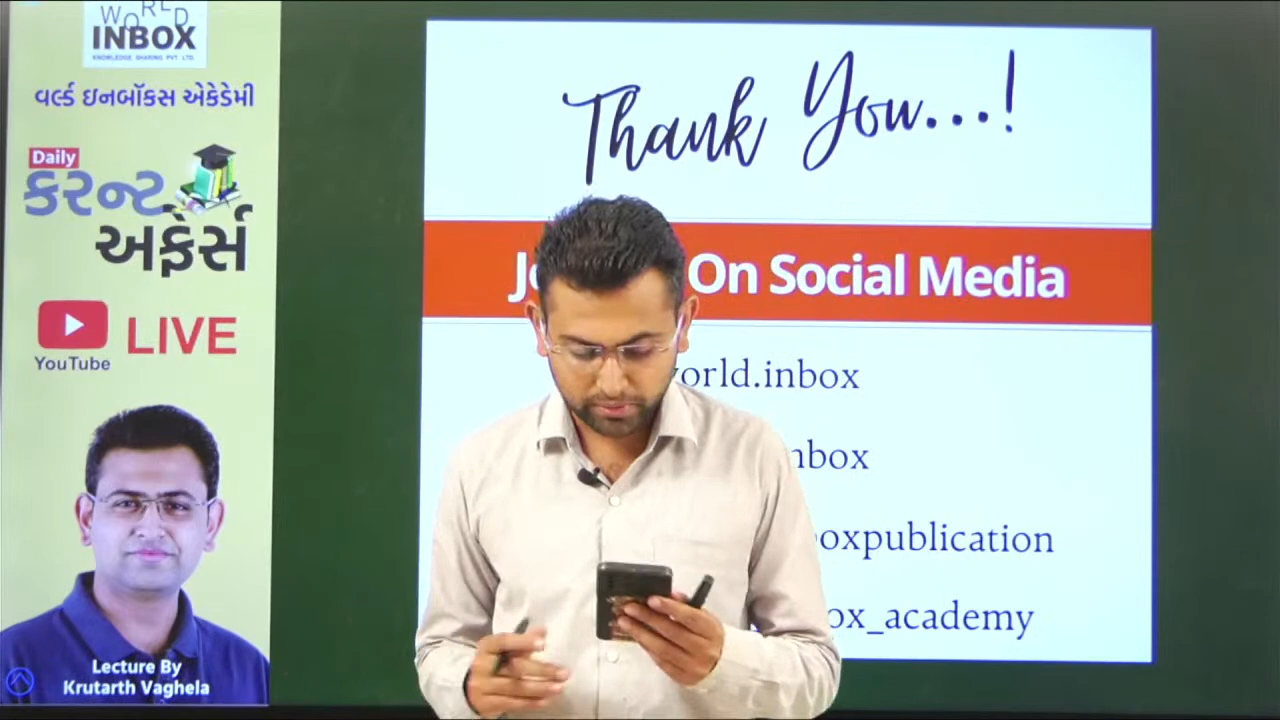 WORLD
INBOX
KNOWLEDGE SHARING PVT. LTD.
વર્લ્ડ ઇનબૉક્સ એકેડેમી
Daily
કરન્ટ
અફેર્સ
YouTube
LIVE
Lecture By
Krutarth Vaghela
Thank You...!
On Social Media
orld.inbox
nbox
boxpublication
ox_academy